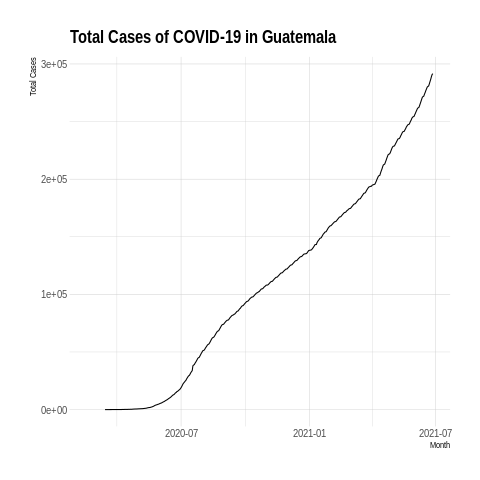 Total Cases of COVID-19 in Guatemala
Total Cases
3e+05
2e+05
1e+05
0e+00
2020-07 2021-01 2021-07
Month